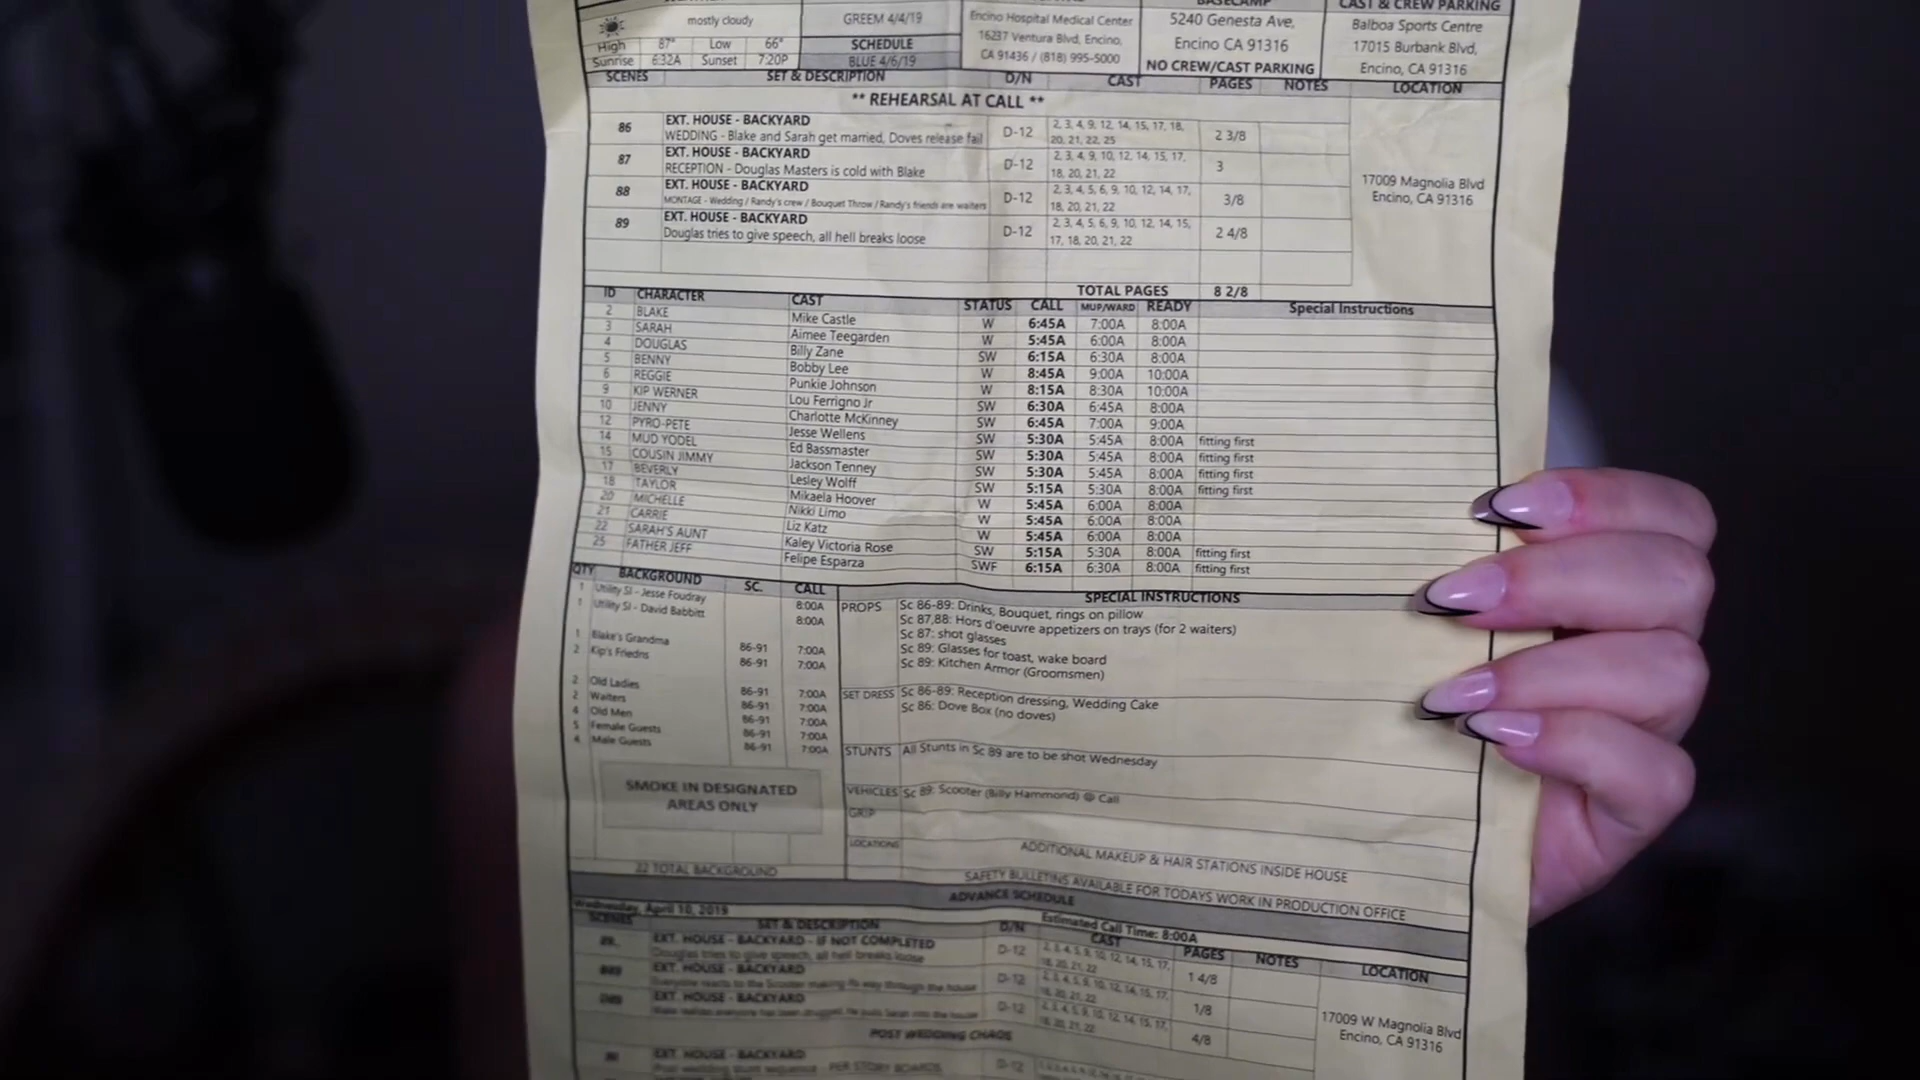 BASECAMP
CAST & CREW PARKING
mostly cloudy
GREEM 4/4/19
Encino Hospital Medical Center
5240 Genesta Ave,
Balboa Sports Centre
High 87° Low 66°
SCHEDULE
16237 Ventura Blvd, Encino,
Encino CA 91316
17015 Burbank Blvd,
Sunrise 6:32A Sunset 7:20P
BLUE 4/6/19
CA 91436 / (818) 995-5000
NO CREW/CAST PARKING
Encino, CA 91316
SCENES SET & DESCRIPTION D/N CAST PAGES NOTES LOCATION
** REHEARSAL AT CALL **
86 EXT. HOUSE - BACKYARD D-12 2, 3, 4, 9, 12, 14, 15, 17, 18, 2 3/8
WEDDING - Blake and Sarah get married, Doves release fail 20, 21, 22, 25
87 EXT. HOUSE - BACKYARD D-12 2, 3, 4, 9, 10, 12, 14, 15, 17, 3
RECEPTION - Douglas Masters is cold with Blake 18, 20, 21, 22
17009 Magnolia Blvd
Encino, CA 91316
88 EXT. HOUSE - BACKYARD D-12 2, 3, 4, 5, 6, 9, 10, 12, 14, 17, 3/8
MONTAGE - Wedding / Randy's crew / Bouquet Throw / Randy's friends are waiters 18, 20, 21, 22
89 EXT. HOUSE - BACKYARD D-12 2, 3, 4, 5, 6, 9, 10, 12, 14, 15, 2 4/8
Douglas tries to give speech, all hell breaks loose 17, 18, 20, 21, 22
TOTAL PAGES 8 2/8
ID CHARACTER CAST STATUS CALL MUP/WARD READY Special Instructions
2 BLAKE Mike Castle W 6:45A 7:00A 8:00A
3 SARAH Aimee Teegarden W 5:45A 6:00A 8:00A
4 DOUGLAS Billy Zane SW 6:15A 6:30A 8:00A
5 BENNY Bobby Lee W 8:45A 9:00A 10:00A
6 REGGIE Punkie Johnson W 8:15A 8:30A 10:00A
9 KIP WERNER Lou Ferrigno Jr SW 6:30A 6:45A 8:00A
10 JENNY Charlotte McKinney SW 6:45A 7:00A 9:00A
12 PYRO-PETE Jesse Wellens SW 5:30A 5:45A 8:00A fitting first
14 MUD YODEL Ed Bassmaster SW 5:30A 5:45A 8:00A fitting first
15 COUSIN JIMMY Jackson Tenney SW 5:30A 5:45A 8:00A fitting first
17 BEVERLY Lesley Wolff SW 5:15A 5:30A 8:00A fitting first
18 TAYLOR Mikaela Hoover W 5:45A 6:00A 8:00A
20 MICHELLE Nikki Limo W 5:45A 6:00A 8:00A
21 CARRIE Liz Katz W 5:45A 6:00A 8:00A
22 SARAH'S AUNT Kaley Victoria Rose SW 5:15A 5:30A 8:00A fitting first
25 FATHER JEFF Felipe Esparza SWF 6:15A 6:30A 8:00A fitting first
QTY BACKGROUND SC. CALL
1 Utility SI - Jesse Foudray 8:00A
1 Utility SI - David Babbitt 8:00A
1 Blake's Grandma 86-91 7:00A
2 Kip's Friedns 86-91 7:00A
2 Old Ladies 86-91 7:00A
2 Waiters 86-91 7:00A
4 Old Men 86-91 7:00A
5 Female Guests 86-91 7:00A
4 Male Guests 86-91 7:00A
SMOKE IN DESIGNATED
AREAS ONLY
22 TOTAL BACKGROUND
SPECIAL INSTRUCTIONS
PROPS Sc 86-89: Drinks, Bouquet, rings on pillow
Sc 87,88: Hors d'oeuvre appetizers on trays (for 2 waiters)
Sc 87: shot glasses
Sc 89: Glasses for toast, wake board
Sc 89: Kitchen Armor (Groomsmen)
SET DRESS Sc 86-89: Reception dressing, Wedding Cake
Sc 86: Dove Box (no doves)
STUNTS All Stunts in Sc 89 are to be shot Wednesday
VEHICLES Sc 89: Scooter (Billy Hammond) @ Call
GRIP
LOCATIONS ADDITIONAL MAKEUP & HAIR STATIONS INSIDE HOUSE
SAFETY BULLETINS AVAILABLE FOR TODAYS WORK IN PRODUCTION OFFICE
ADVANCE SCHEDULE
Wednesday, April 10, 2019 Estimated Call Time: 8:00A
SCENES SET & DESCRIPTION D/N CAST PAGES NOTES LOCATION
EXT. HOUSE - BACKYARD - IF NOT COMPLETED D-12 1 4/8
Douglas tries to give speech, all hell breaks loose 18, 20, 21, 22
EXT. HOUSE - BACKYARD D-12 1/8
Everyone reacts to the Scooter making its way through the house
EXT. HOUSE - BACKYARD D-12 4/8
17009 W Magnolia Blvd
Encino, CA 91316
POST WEDDING CHAOS
EXT. HOUSE - BACKYARD D-12
PER STORY BOARDS